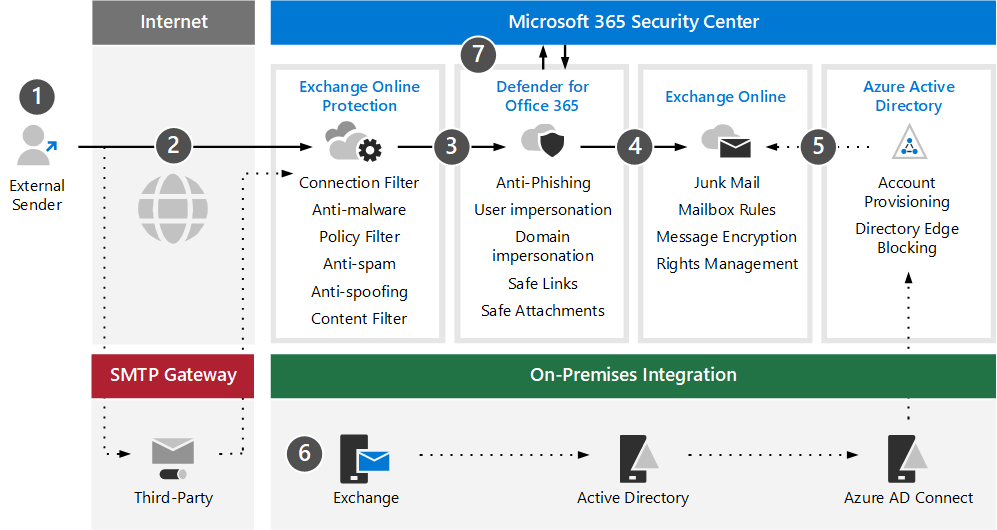 Internet
Microsoft 365 Security Center
1
External
Sender
2
Exchange Online
Protection
Connection Filter
Anti-malware
Policy Filter
Anti-spam
Anti-spoofing
Content Filter
3
7
Defender for
Office 365
Anti-Phishing
User impersonation
Domain
impersonation
Safe Links
Safe Attachments
4
Exchange Online
Junk Mail
Mailbox Rules
Message Encryption
Rights Management
5
Azure Active
Directory
Account
Provisioning
Directory Edge
Blocking
SMTP Gateway
Third-Party
On-Premises Integration
6
Exchange
Active Directory
Azure AD Connect